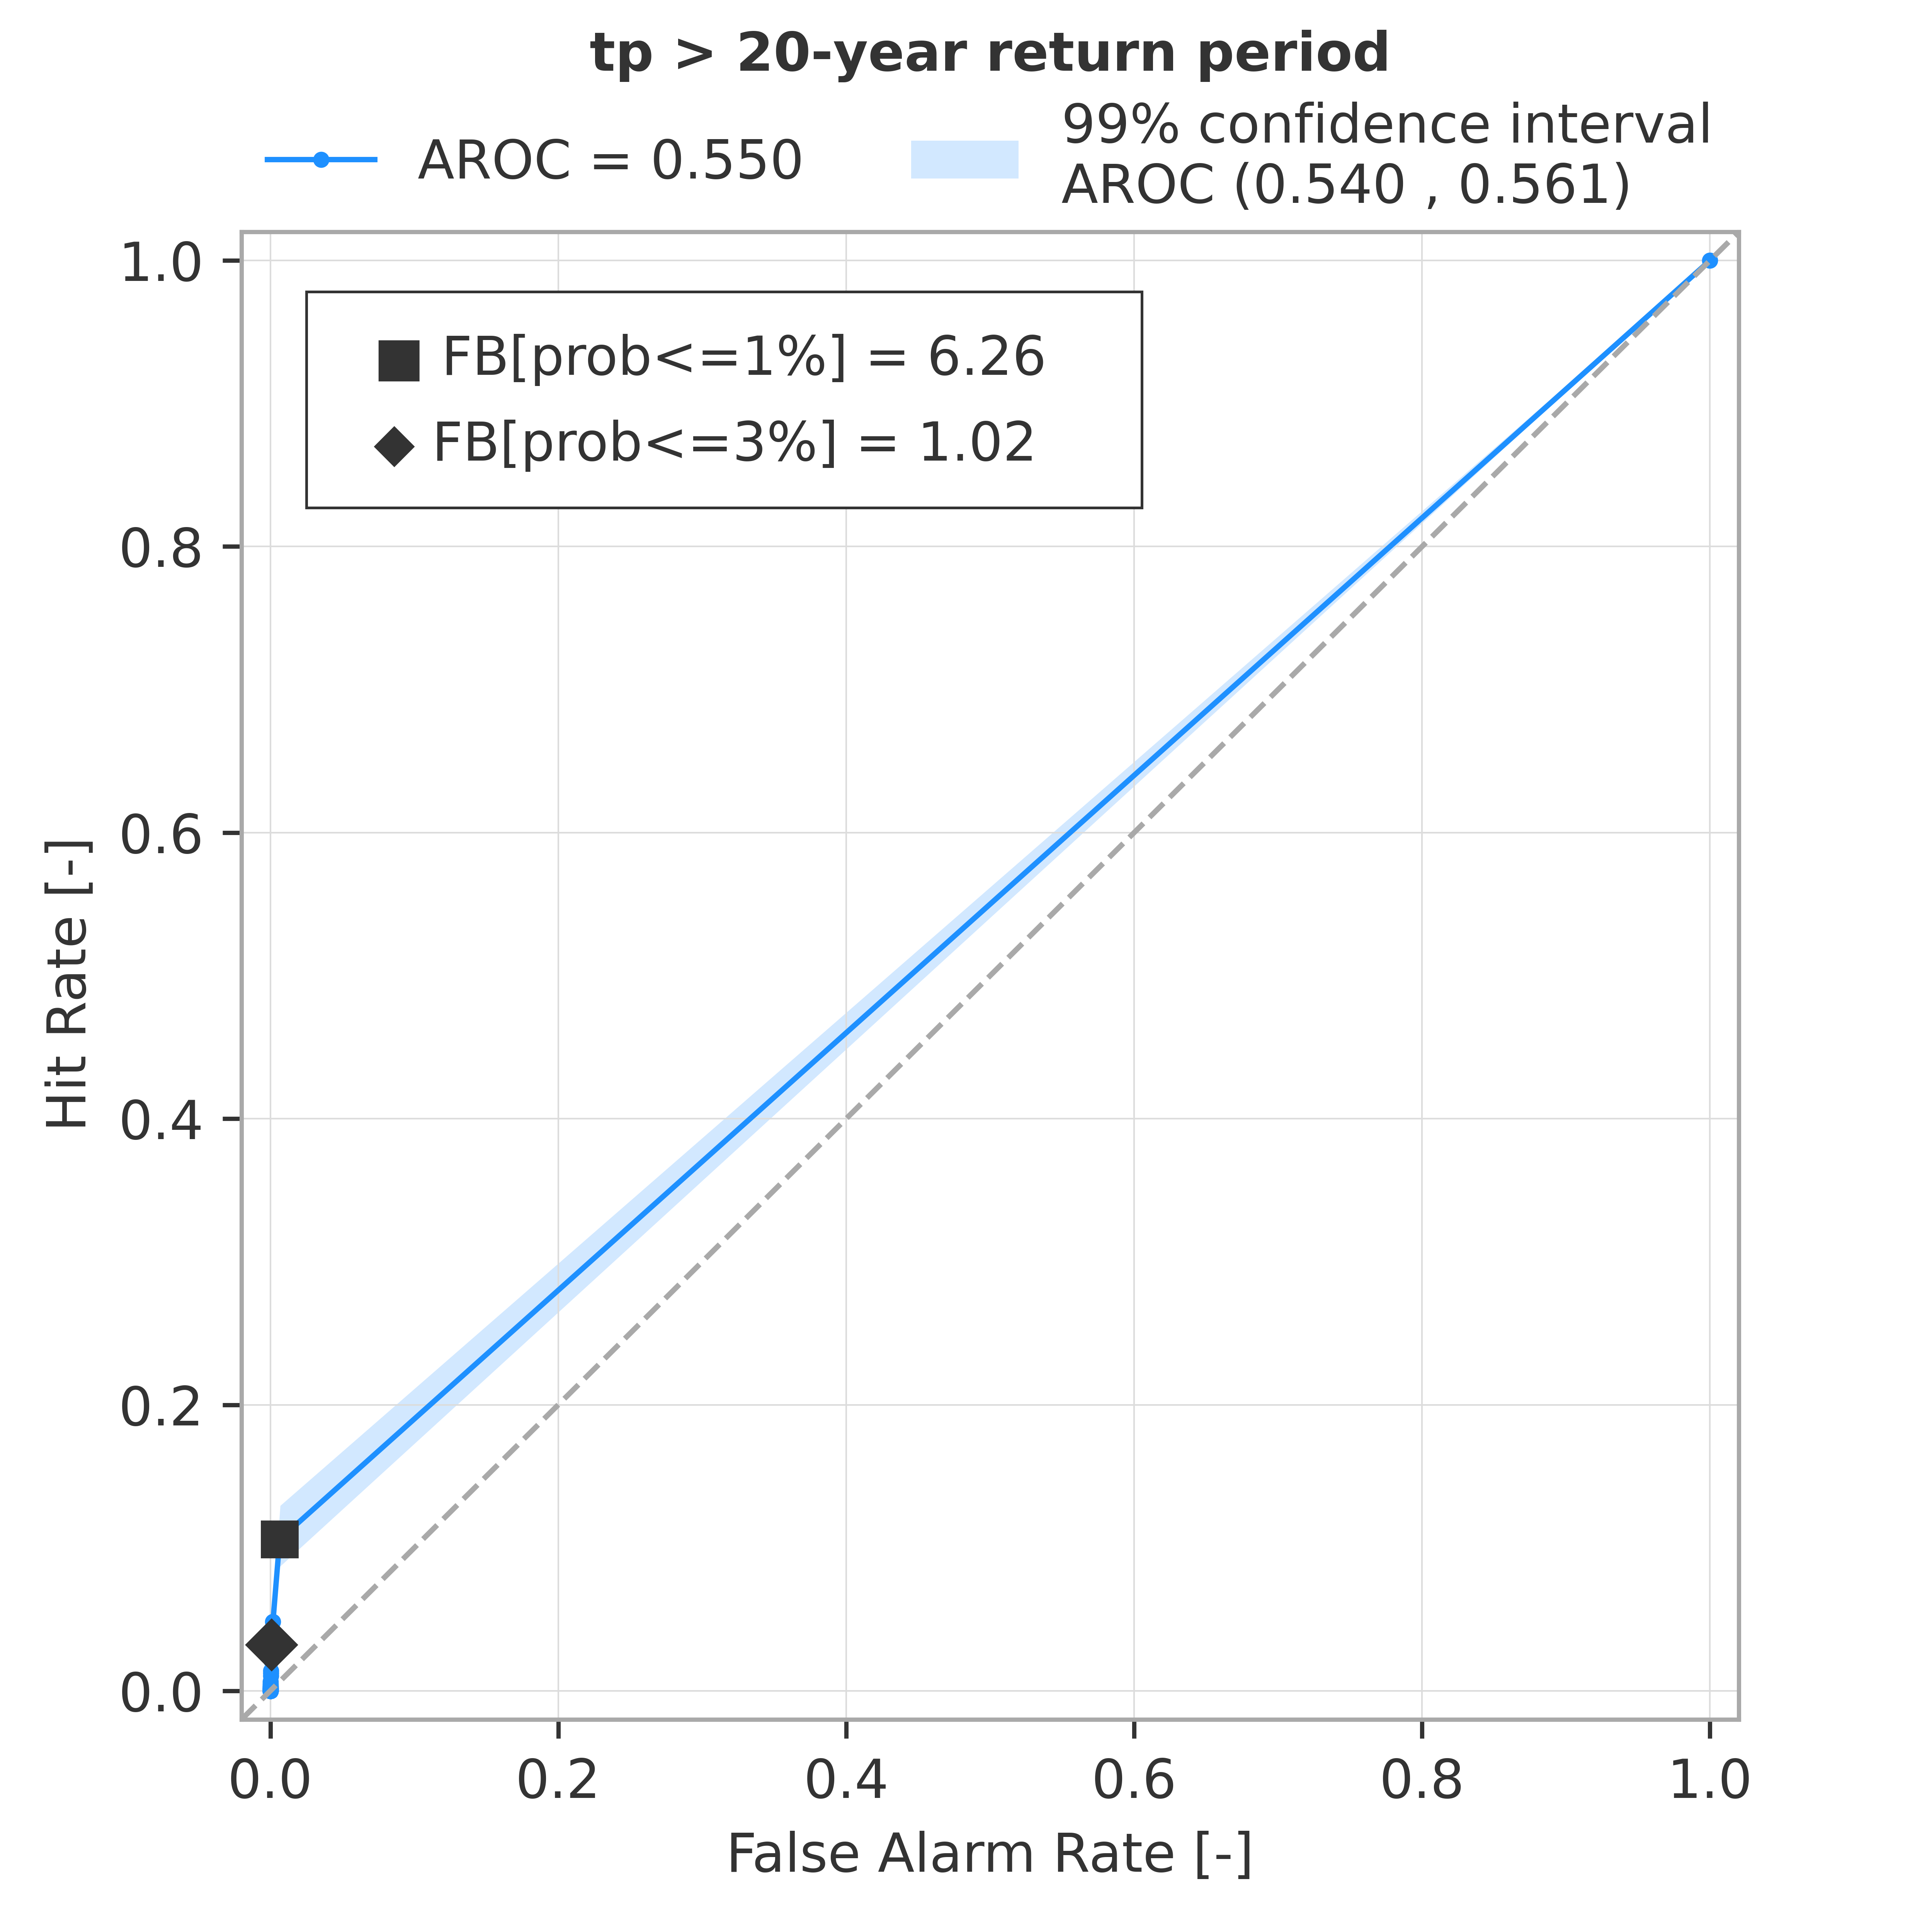 tp > 20-year return period
AROC = 0.550
99% confidence interval
AROC (0.540 , 0.561)
FB[prob<=1%] = 6.26
FB[prob<=3%] = 1.02
1.0
0.8
0.6
0.4
0.2
0.0
Hit Rate [-]
0.0 0.2 0.4 0.6 0.8 1.0
False Alarm Rate [-]